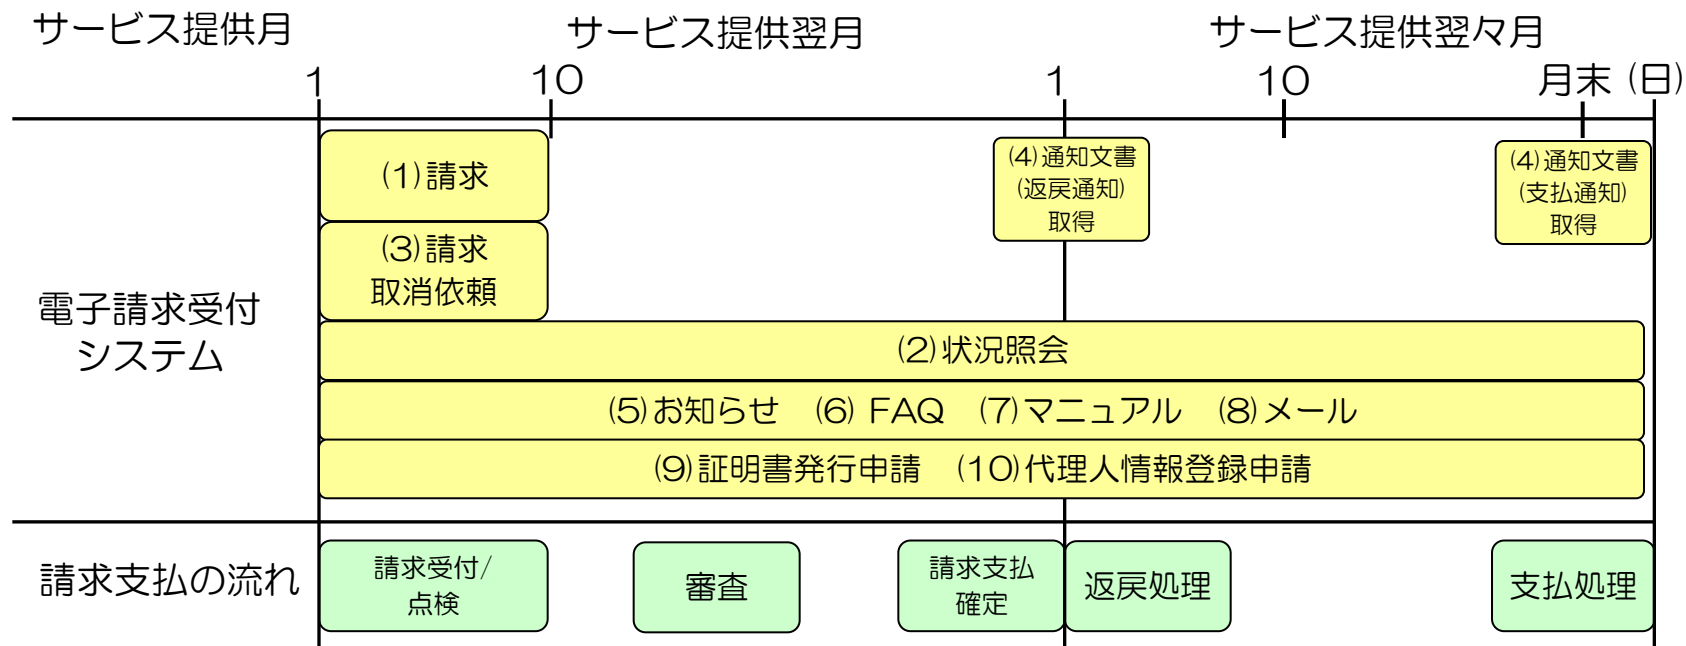 サービス提供月
サービス提供翌月
サービス提供翌々月
1
10
1
10
月末 (日)
電子請求受付
システム
(1)請求
(3)請求
取消依頼
(4)通知文書
(返戻通知)
取得
(4)通知文書
(支払通知)
取得
(2)状況照会
(5)お知らせ (6) FAQ (7)マニュアル (8)メール
(9)証明書発行申請 (10)代理人情報登録申請
請求支払の流れ
請求受付/
点検
審査
請求支払
確定
返戻処理
支払処理